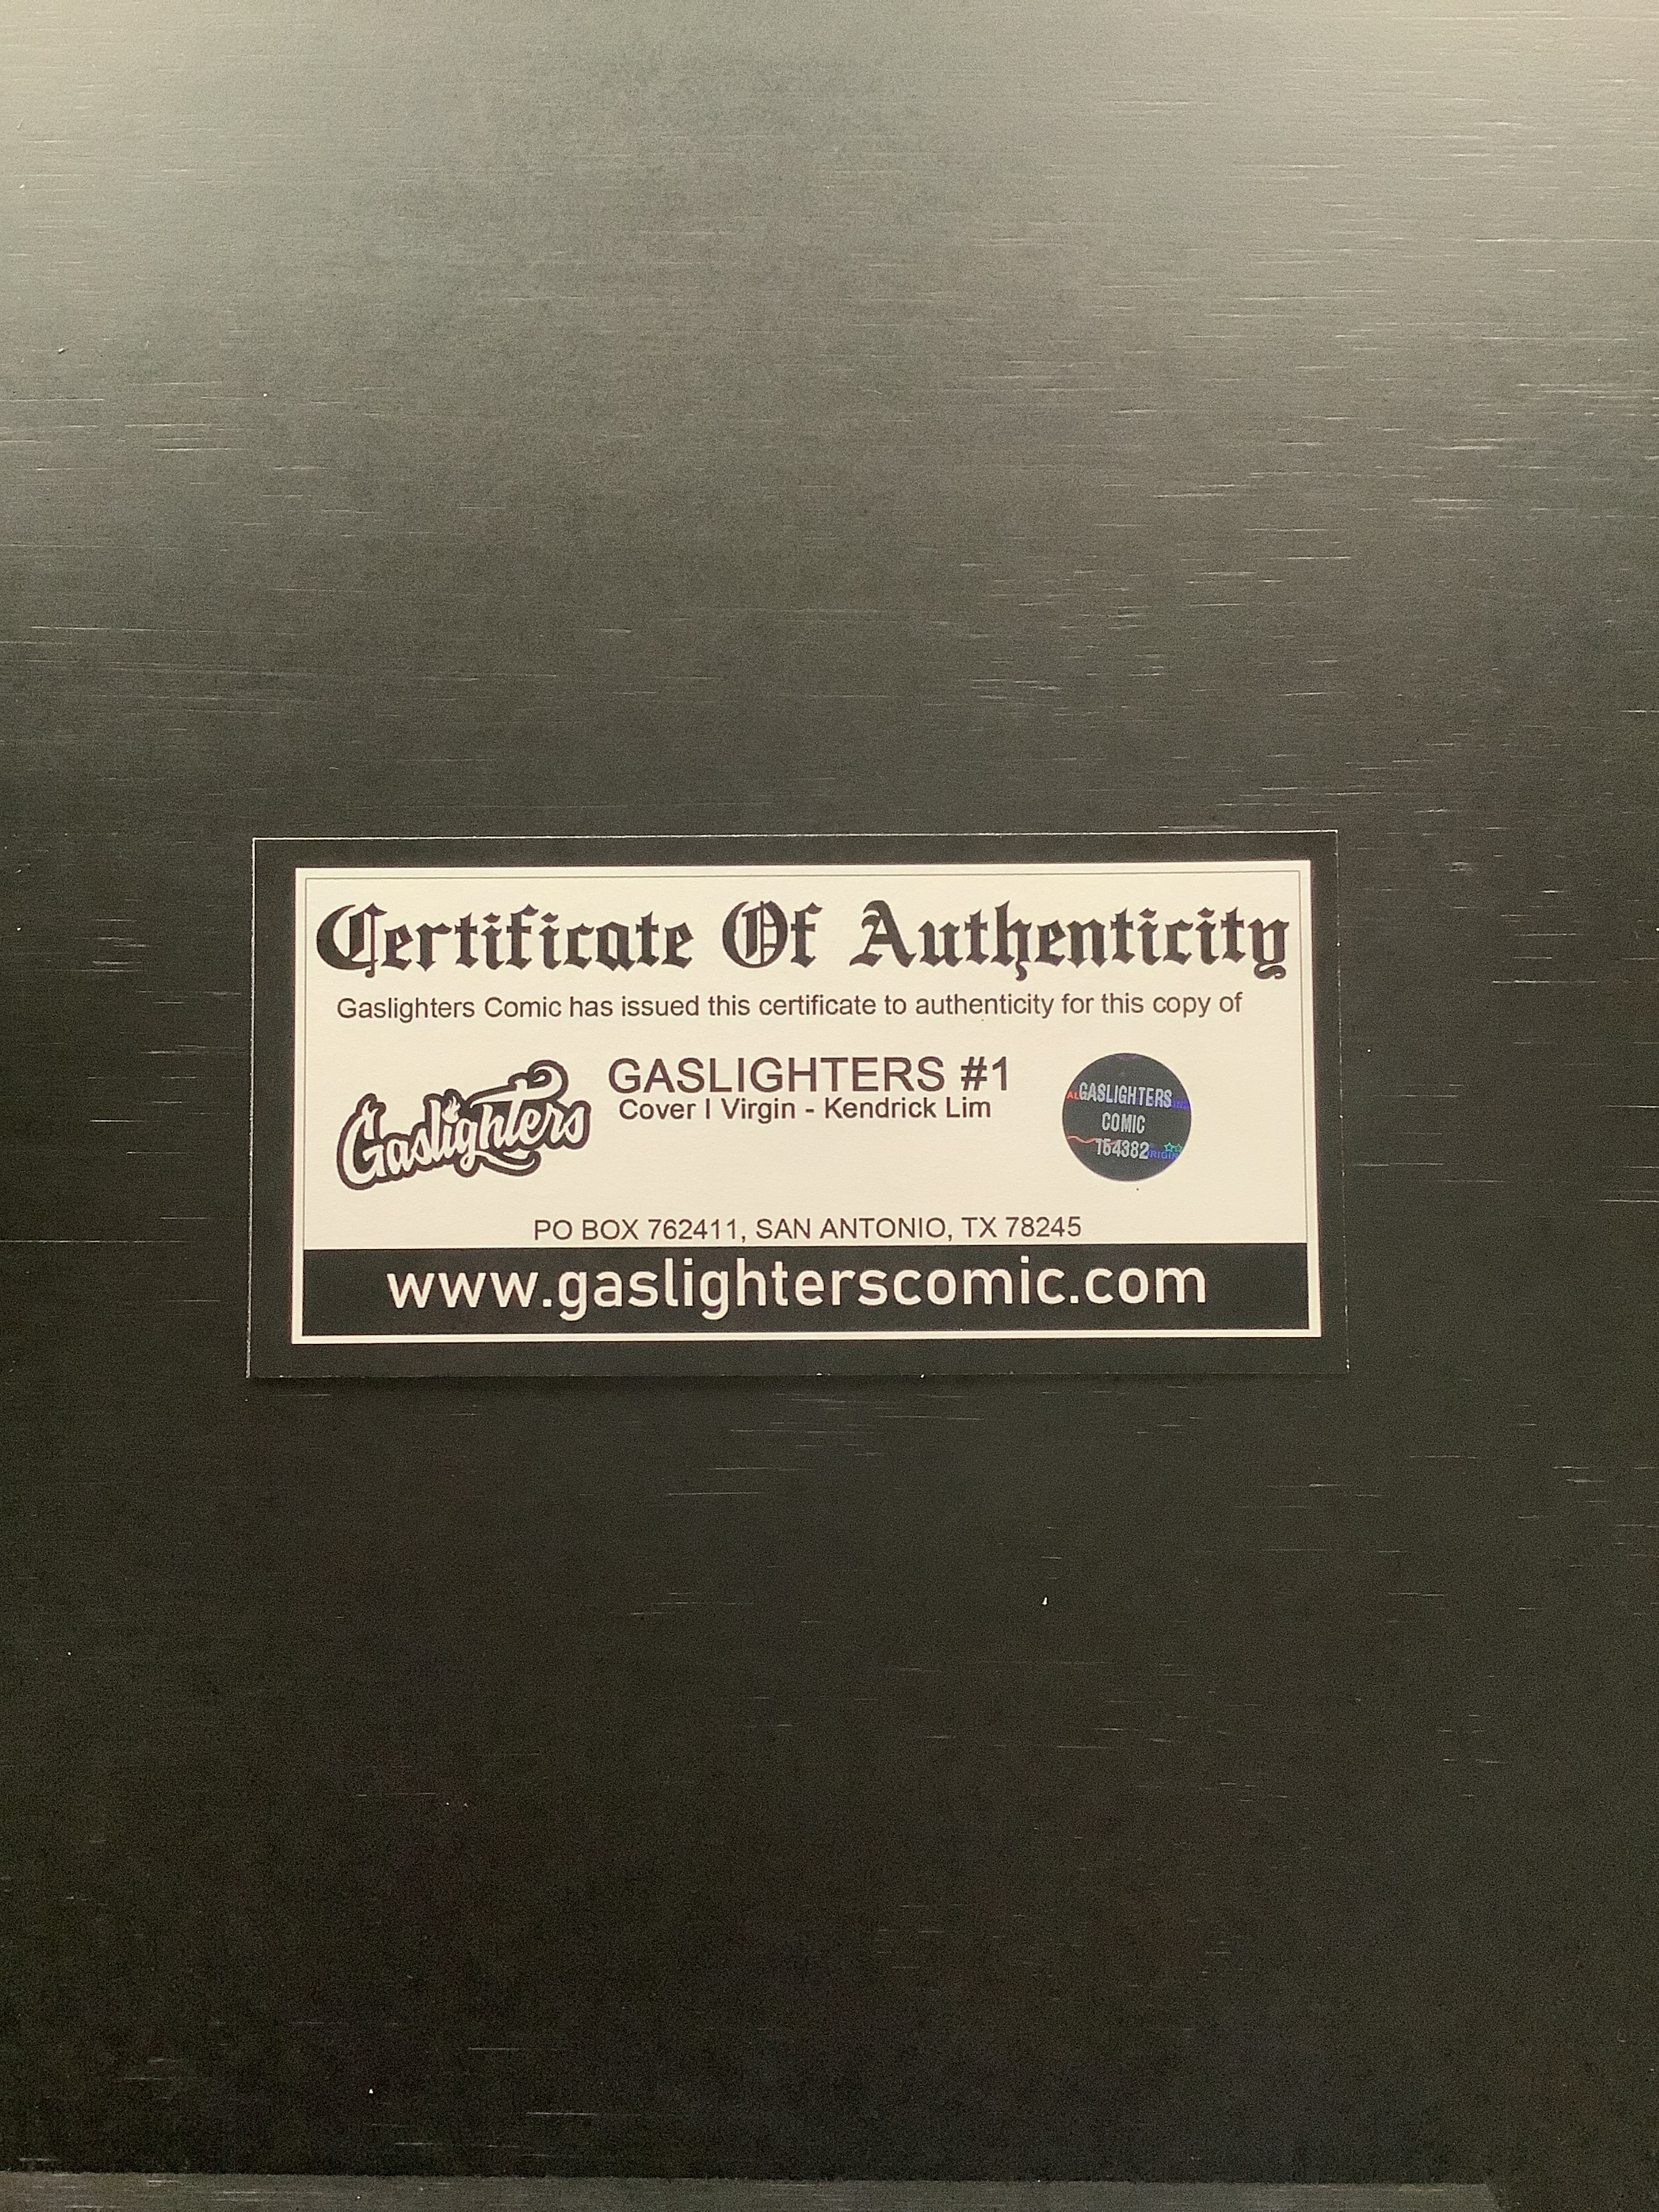 Certificate Of Authenticity
Gaslighters Comic has issued this certificate to authenticity for this copy of
Gaslighters
GASLIGHTERS #1
Cover I Virgin - Kendrick Lim
GASLIGHTERS
COMIC
154382
PO BOX 762411, SAN ANTONIO, TX 78245
www.gaslighterscomic.com